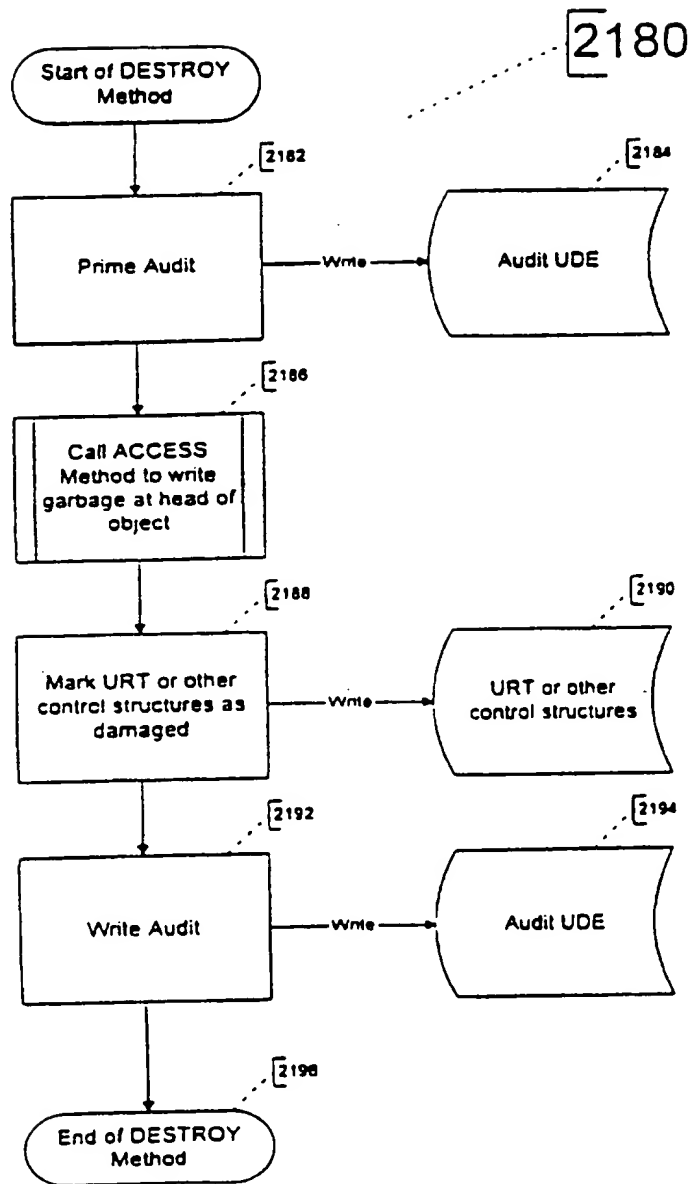 2180
Start of DESTROY
Method
2182
2184
Prime Audit
Write
Audit UDE
2186
Call ACCESS
Method to write
garbage at head of
object
2188
2190
Mark URT or other
control structures as
damaged
Write
URT or other
control structures
2192
2194
Write Audit
Write
Audit UDE
2196
End of DESTROY
Method